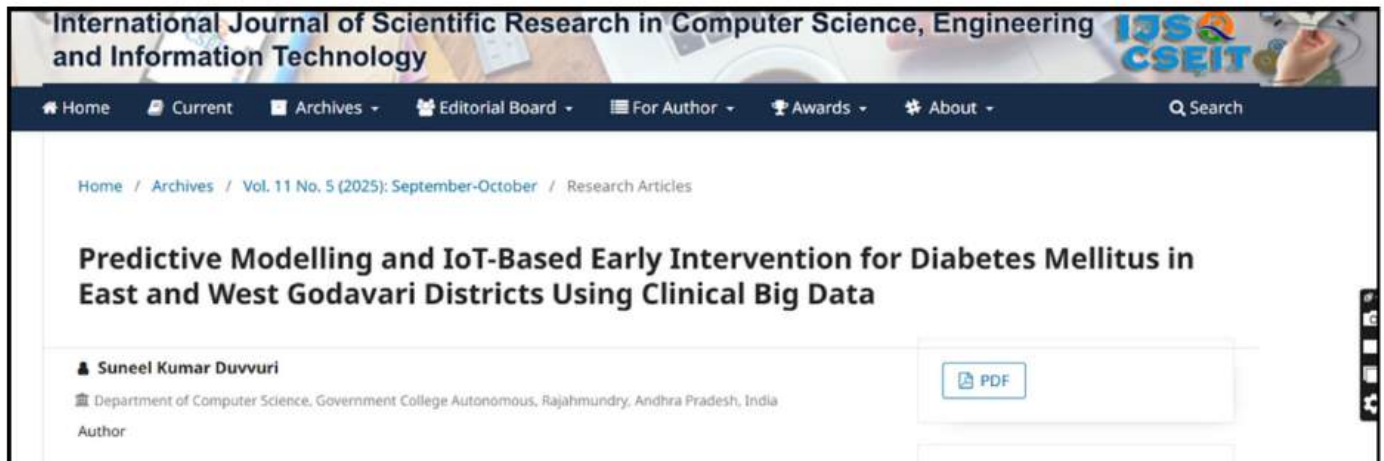 International Journal of Scientific Research in Computer Science, Engineering
and Information Technology
IJS
CSEIT
Home Current Archives Editorial Board For Author Awards About Search
Home / Archives / Vol. 11 No. 5 (2025): September-October / Research Articles
Predictive Modelling and IoT-Based Early Intervention for Diabetes Mellitus in
East and West Godavari Districts Using Clinical Big Data
Suneel Kumar Duvvuri
PDF
Department of Computer Science, Government College Autonomous, Rajahmundry, Andhra Pradesh, India
Author